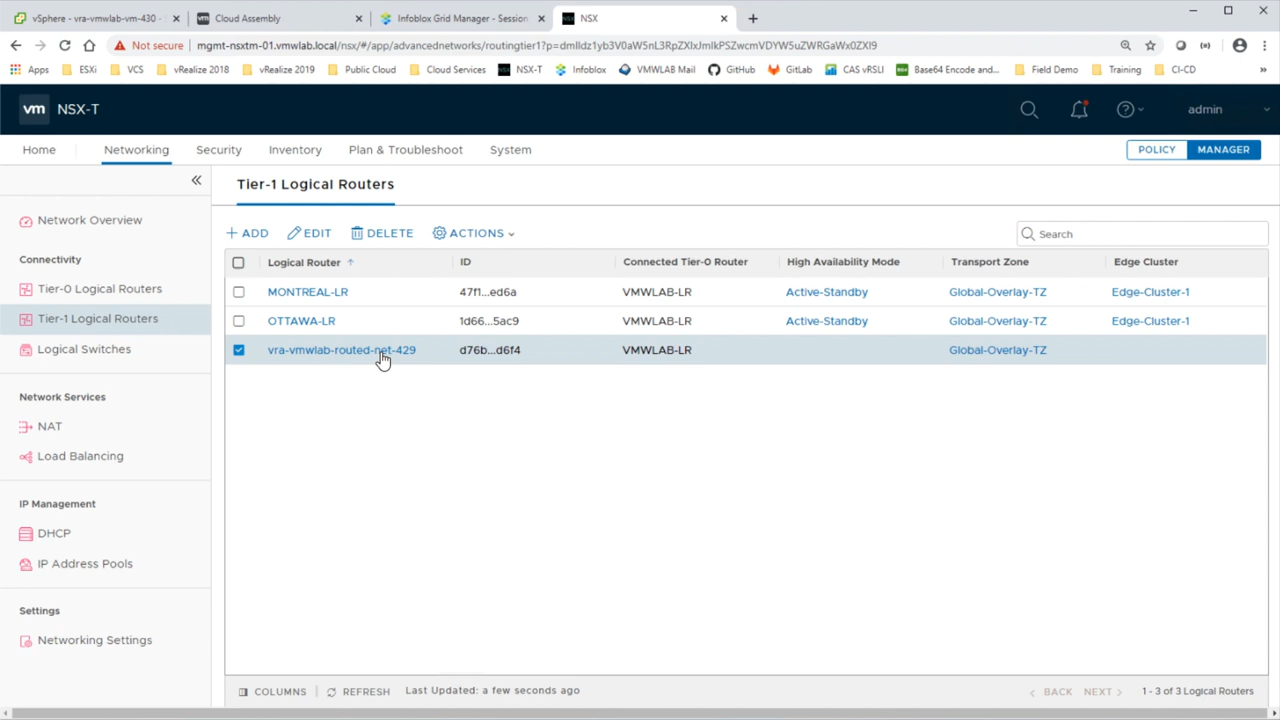 vSphere - vra-vmwlab-vm-430 -
Cloud Assembly
Infoblox Grid Manager - Session
NSX
Not secure
mgmt-nsxtm-01.vmwlab.local/nsx/#/app/advancednetworks/routingtier1?p=dmlldz1yb3V0aW5nL3RpZXIxJmlkPSZwcmVDYW5uZWRGaWx0ZXI9
Apps
ESXi
VCS
vRealize 2018
vRealize 2019
Public Cloud
Cloud Services
NSX-T
Infoblox
VMWLAB Mail
GitHub
GitLab
CAS vRSLI
Base64 Encode and...
Field Demo
Training
CI-CD
vm NSX-T
admin
Home
Networking
Security
Inventory
Plan & Troubleshoot
System
POLICY
MANAGER
Network Overview
Connectivity
Tier-0 Logical Routers
Tier-1 Logical Routers
Logical Switches
Network Services
NAT
Load Balancing
IP Management
DHCP
IP Address Pools
Settings
Networking Settings
Tier-1 Logical Routers
+ ADD EDIT DELETE ACTIONS
Search
Logical Router ID Connected Tier-0 Router High Availability Mode Transport Zone Edge Cluster
MONTREAL-LR 47f1...ed6a VMWLAB-LR Active-Standby Global-Overlay-TZ Edge-Cluster-1
OTTAWA-LR 1d66...5ac9 VMWLAB-LR Active-Standby Global-Overlay-TZ Edge-Cluster-1
vra-vmwlab-routed-net-429 d76b...d6f4 VMWLAB-LR Global-Overlay-TZ
COLUMNS REFRESH Last Updated: a few seconds ago BACK NEXT 1 - 3 of 3 Logical Routers